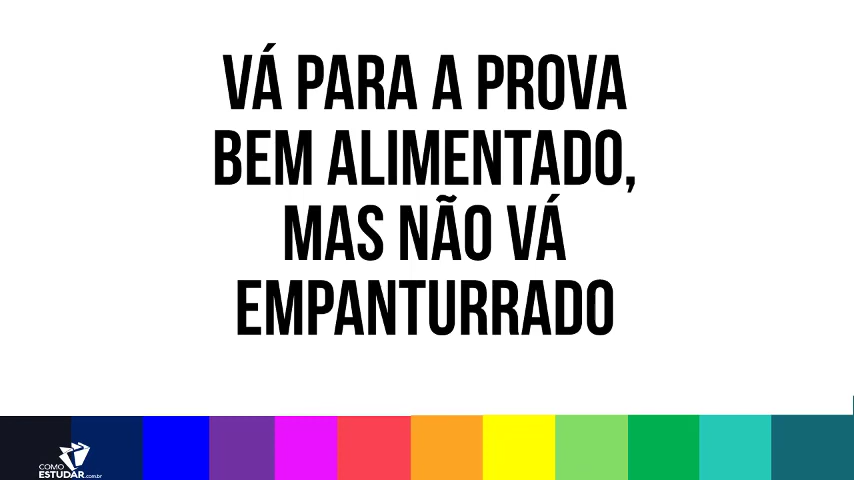 VÁ PARA A PROVA
BEM ALIMENTADO,
MAS NÃO VÁ
EMPANTURRADO
COMO
ESTUDAR.com.br